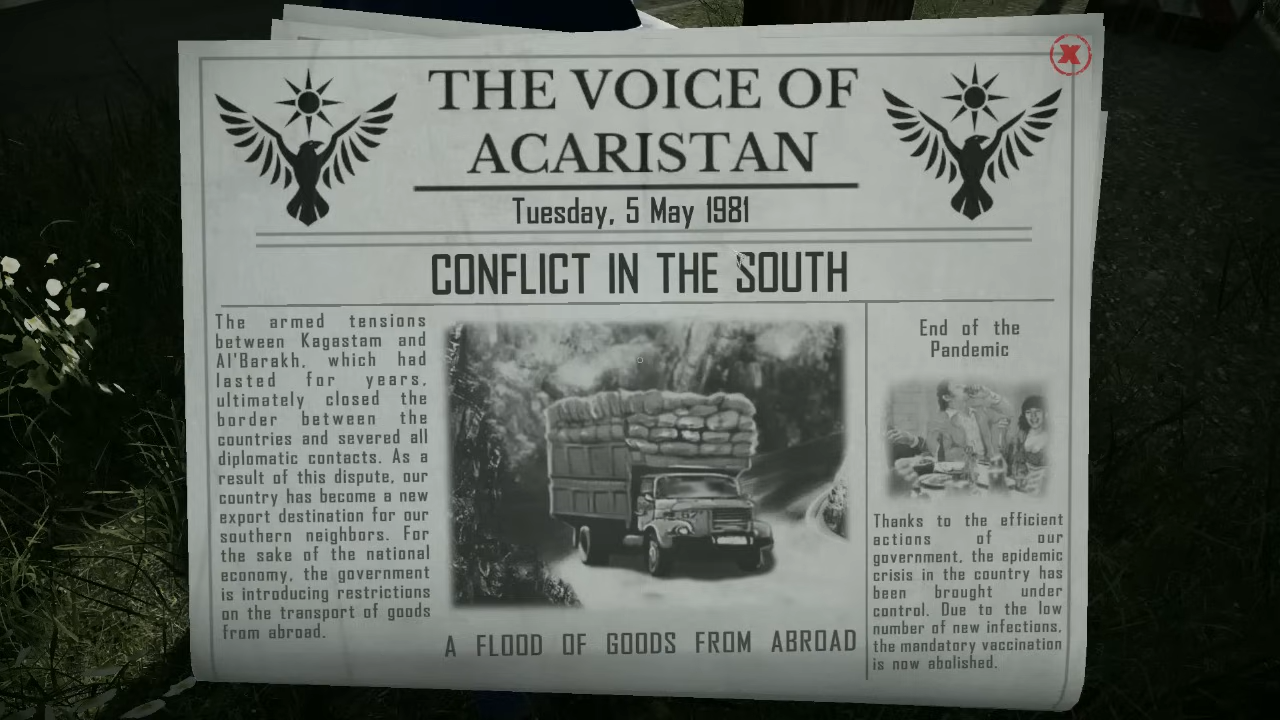 X
THE VOICE OF
ACARISTAN
Tuesday, 5 May 1981
CONFLICT IN THE SOUTH
The armed tensions
between Kagastam and
Al'Barakh, which had
lasted for years,
ultimately closed the
border between the
countries and severed all
diplomatic contacts. As a
result of this dispute, our
country has become a new
export destination for our
southern neighbors. For
the sake of the national
economy, the government
is introducing restrictions
on the transport of goods
from abroad.
A FLOOD OF GOODS FROM ABROAD
End of the
Pandemic
Thanks to the efficient
actions of our
government, the epidemic
crisis in the country has
been brought under
control. Due to the low
number of new infections,
the mandatory vaccination
is now abolished.